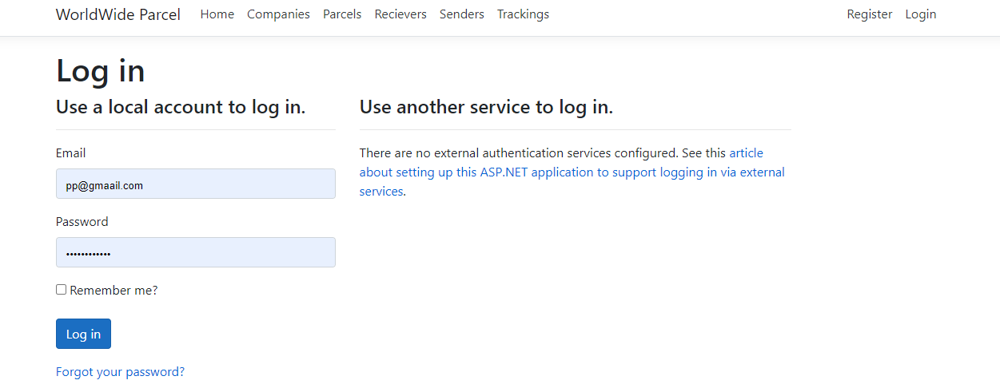 WorldWide Parcel Home Companies Parcels Recievers Senders Trackings Register Login
Log in
Use a local account to log in.
Email
pp@gmaail.com
Password
••••••••••••
Remember me?
Log in
Forgot your password?
Use another service to log in.
There are no external authentication services configured. See this article
about setting up this ASP.NET application to support logging in via external
services.